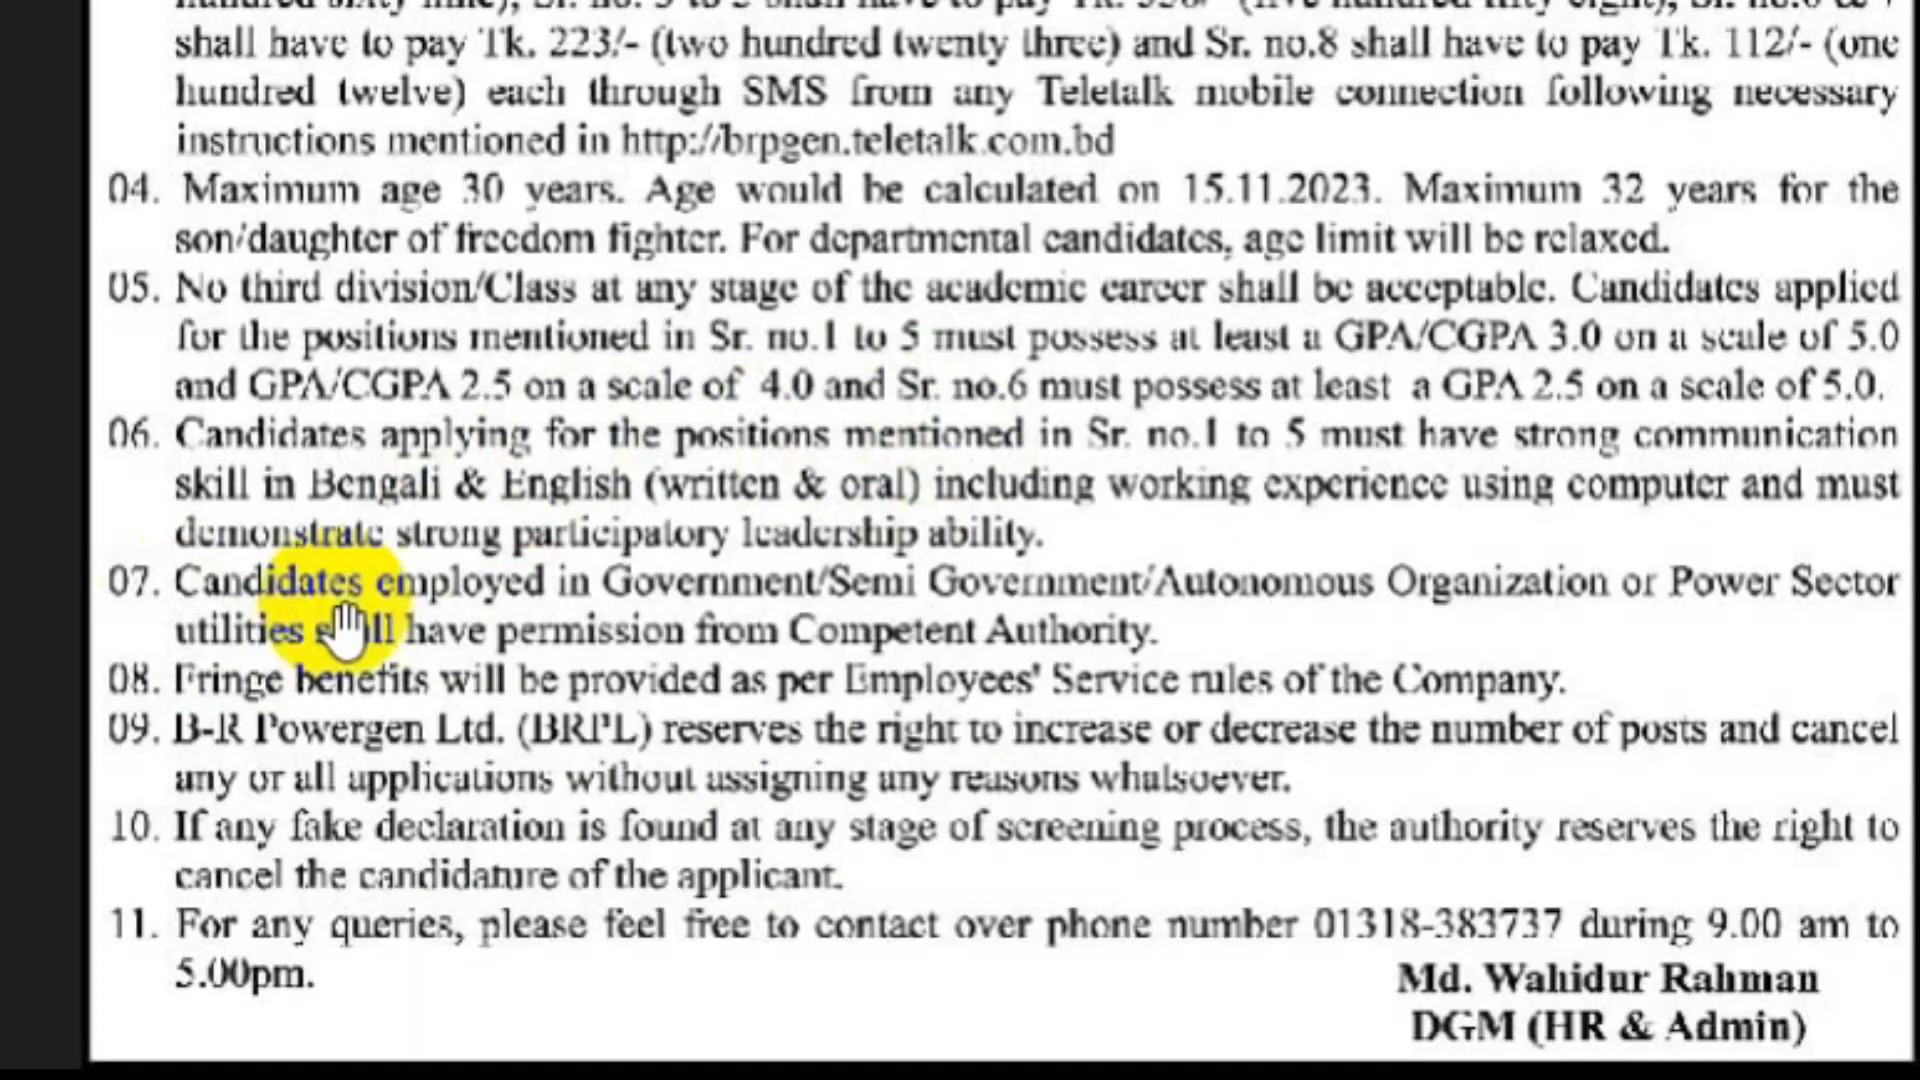 shall have to pay Tk. 223/- (two hundred twenty three) and Sr. no.8 shall have to pay Tk. 112/- (one
hundred twelve) each through SMS from any Teletalk mobile connection following necessary
instructions mentioned in http://brpgen.teletalk.com.bd
04. Maximum age 30 years. Age would be calculated on 15.11.2023. Maximum 32 years for the
son/daughter of freedom fighter. For departmental candidates, age limit will be relaxed.
05. No third division/Class at any stage of the academic career shall be acceptable. Candidates applied
for the positions mentioned in Sr. no.1 to 5 must possess at least a GPA/CGPA 3.0 on a scale of 5.0
and GPA/CGPA 2.5 on a scale of 4.0 and Sr. no.6 must possess at least a GPA 2.5 on a scale of 5.0.
06. Candidates applying for the positions mentioned in Sr. no.1 to 5 must have strong communication
skill in Bengali & English (written & oral) including working experience using computer and must
demonstrate strong participatory leadership ability.
07. Candidates employed in Government/Semi Government/Autonomous Organization or Power Sector
utilities shall have permission from Competent Authority.
08. Fringe benefits will be provided as per Employees' Service rules of the Company.
09. B-R Powergen Ltd. (BRPL) reserves the right to increase or decrease the number of posts and cancel
any or all applications without assigning any reasons whatsoever.
10. If any fake declaration is found at any stage of screening process, the authority reserves the right to
cancel the candidature of the applicant.
11. For any queries, please feel free to contact over phone number 01318-383737 during 9.00 am to
5.00pm.
Md. Wahidur Rahman
DGM (HR & Admin)